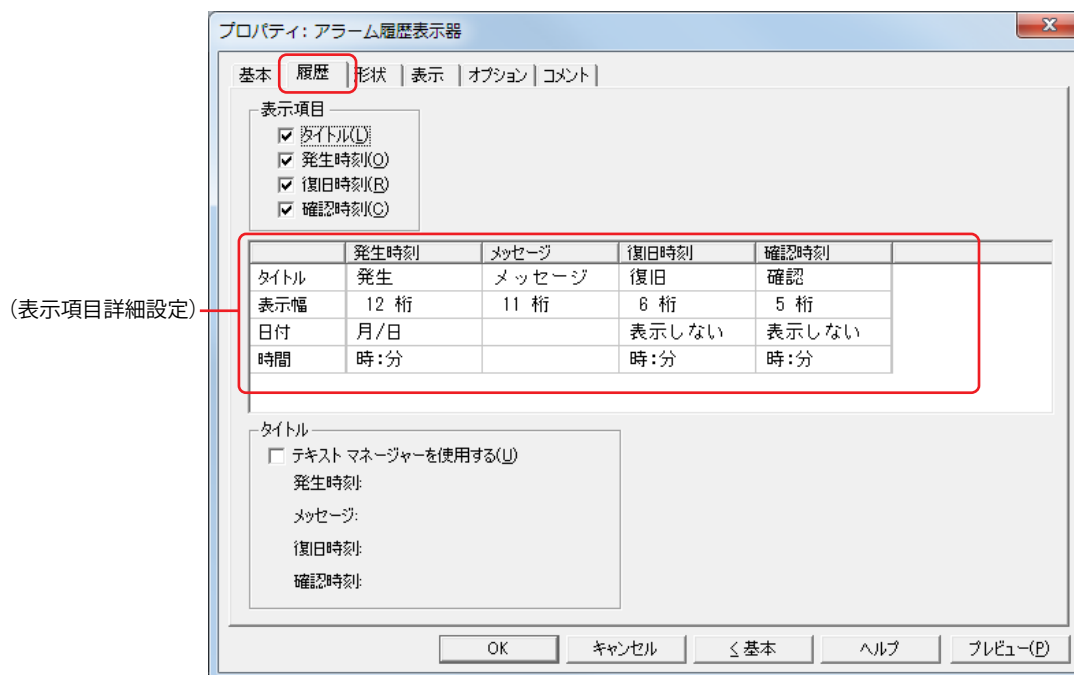 プロパティ: アラーム履歴表示器
基本 履歴 形状 表示 オプション コメント
表示項目
タイトル(L)
発生時刻(O)
復旧時刻(R)
確認時刻(C)
(表示項目詳細設定)
発生時刻 メッセージ 復旧時刻 確認時刻
タイトル 発生 メッセージ 復旧 確認
表示幅 12 桁 11 桁 6 桁 5 桁
日付 月/日 表示しない 表示しない
時間 時:分 時:分 時:分
タイトル
テキスト マネージャーを使用する(U)
発生時刻:
メッセージ:
復旧時刻:
確認時刻:
OK キャンセル <基本 ヘルプ プレビュー(P)